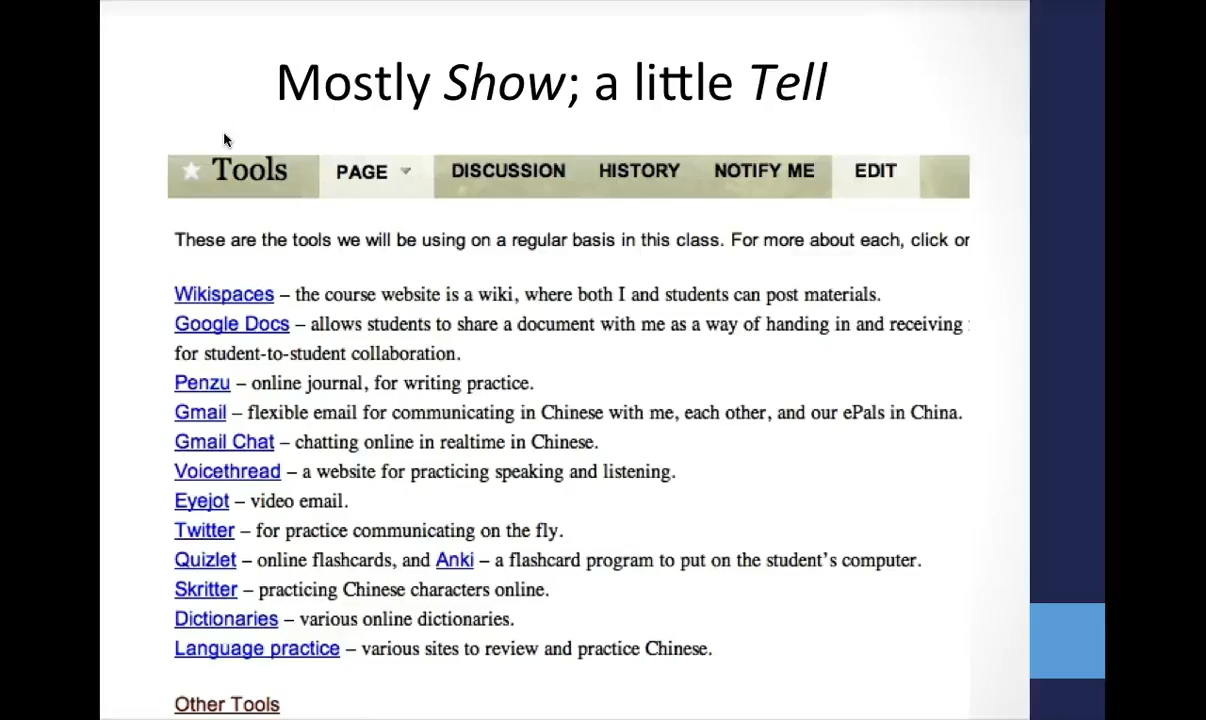 Mostly Show; a little Tell
Tools PAGE DISCUSSION HISTORY NOTIFY ME EDIT
These are the tools we will be using on a regular basis in this class. For more about each, click
Wikispaces – the course website is a wiki, where both I and students can post materials.
Google Docs – allows students to share a document with me as a way of handing in and receiving
for student-to-student collaboration.
Penzu – online journal, for writing practice.
Gmail – flexible email for communicating in Chinese with me, each other, and our ePals in China.
Gmail Chat – chatting online in realtime in Chinese.
Voicethread – a website for practicing speaking and listening.
Eyejot – video email.
Twitter – for practice communicating on the fly.
Quizlet – online flashcards, and Anki – a flashcard program to put on the student’s computer.
Skritter – practicing Chinese characters online.
Dictionaries – various online dictionaries.
Language practice – various sites to review and practice Chinese.
Other Tools